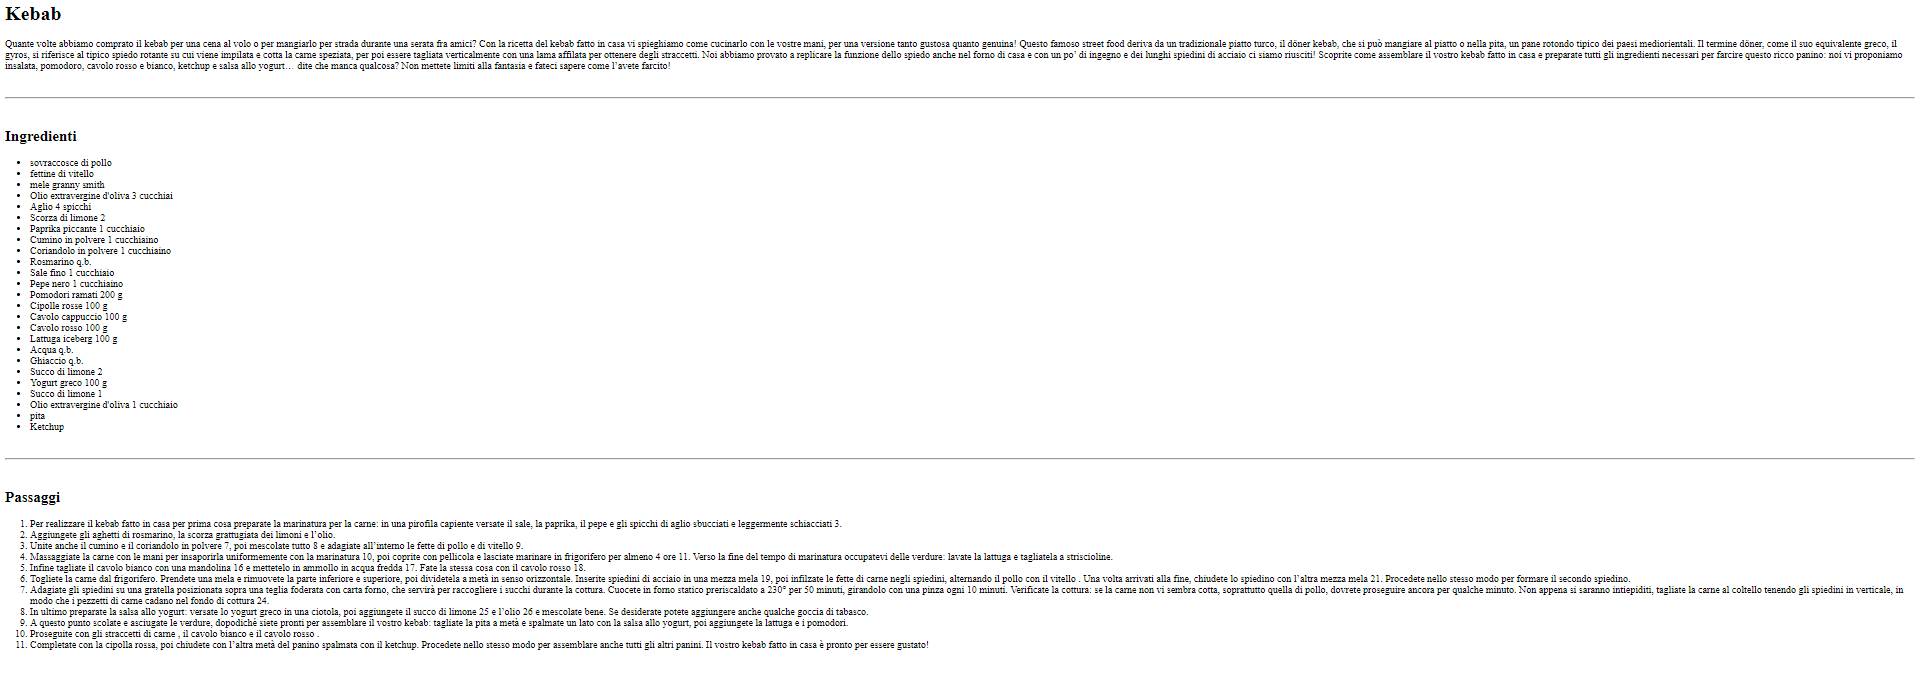 Kebab
Quante volte abbiamo comprato il kebab per una cena al volo o per mangiarlo per strada durante una serata fra amici? Con la ricetta del kebab fatto in casa vi spieghiamo come cucinarlo con le vostre mani, per una versione tanto gustosa quanto genuina! Questo famoso street food deriva da un tradizionale piatto turco, il döner kebab, che si può mangiare al piatto o nella pita, un pane rotondo tipico dei paesi mediorientali. Il termine döner, come il suo equivalente greco, il
gyros, si riferisce al tipico spiedo rotante su cui viene impilata e cotta la carne speziata, per poi essere tagliata verticalmente con una lama affilata per ottenere degli straccetti. Noi abbiamo provato a replicare la funzione dello spiedo anche nel forno di casa e con un po' di ingegno e dei lunghi spiedini di acciaio ci siamo riusciti! Scoprite come assemblare il vostro kebab fatto in casa e preparate tutti gli ingredienti necessari per farcire questo ricco panino: noi vi proponiamo
insalata, pomodoro, cavolo rosso e bianco, ketchup e salsa allo yogurt… dite che manca qualcosa? Non mettete limiti alla fantasia e fateci sapere come l'avete farcito!
Ingredienti
• sovraccosce di pollo
• fettine di vitello
• mele granny smith
• Olio extravergine d'oliva 3 cucchiai
• Aglio 4 spicchi
• Scorza di limone 2
• Paprika piccante 1 cucchiaio
• Cumino in polvere 1 cucchiaino
• Coriandolo in polvere 1 cucchiaino
• Rosmarino q.b.
• Sale fino 1 cucchiaio
• Pepe nero 1 cucchiaino
• Pomodori ramati 200 g
• Cipolle rosse 100 g
• Cavolo cappuccio 100 g
• Cavolo rosso 100 g
• Lattuga iceberg 100 g
• Acqua q.b.
• Ghiaccio q.b.
• Succo di limone 2
• Yogurt greco 100 g
• Succo di limone 1
• Olio extravergine d'oliva 1 cucchiaio
• pita
• Ketchup
Passaggi
1. Per realizzare il kebab fatto in casa per prima cosa preparate la marinatura per la carne: in una pirofila capiente versate il sale, la paprika, il pepe e gli spicchi di aglio sbucciati e leggermente schiacciati 3.
2. Aggiungete gli aghetti di rosmarino, la scorza grattugiata dei limoni e l'olio.
3. Unite anche il cumino e il coriandolo in polvere 7, poi mescolate tutto 8 e adagiate all'interno le fette di pollo e di vitello 9.
4. Massaggiate la carne con le mani per insaporirla uniformemente con la marinatura 10, poi coprite con pellicola e lasciate marinare in frigorifero per almeno 4 ore 11. Verso la fine del tempo di marinatura occupatevi delle verdure: lavate la lattuga e tagliatela a striscioline.
5. Infine tagliate il cavolo bianco con una mandolina 16 e mettetelo in ammollo in acqua fredda 17. Fate la stessa cosa con il cavolo rosso 18.
6. Togliete la carne dal frigorifero. Prendete una mela e rimuovete la parte inferiore e superiore, poi dividetela a metà in senso orizzontale. Inserite spiedini di acciaio in una mezza mela 19, poi infilzate le fette di carne negli spiedini, alternando il pollo con il vitello . Una volta arrivati alla fine, chiudete lo spiedino con l'altra mezza mela 21. Procedete nello stesso modo per formare il secondo spiedino.
7. Adagiate gli spiedini su una gratella posizionata sopra una teglia foderata con carta forno, che servirà per raccogliere i succhi durante la cottura. Cuocete in forno statico preriscaldato a 230° per 50 minuti, girandolo con una pinza ogni 10 minuti. Verificate la cottura: se la carne non vi sembra cotta, soprattutto quella di pollo, dovrete proseguire ancora per qualche minuto. Non appena si saranno intiepiditi, tagliate la carne al coltello tenendo gli spiedini in verticale, in
modo che i pezzetti di carne cadano nel fondo di cottura 24.
8. In ultimo preparate la salsa allo yogurt: versate lo yogurt greco in una ciotola, poi aggiungete il succo di limone 25 e l'olio 26 e mescolate bene. Se desiderate potete aggiungere anche qualche goccia di tabasco.
9. A questo punto scolate e asciugate le verdure, dopodiché siete pronti per assemblare il vostro kebab: tagliate la pita a metà e spalmate un lato con la salsa allo yogurt, poi aggiungete la lattuga e i pomodori.
10. Proseguite con gli straccetti di carne , il cavolo bianco e il cavolo rosso .
11. Completate con la cipolla rossa, poi chiudete con l'altra metà del panino spalmata con il ketchup. Procedete nello stesso modo per assemblare anche tutti gli altri panini. Il vostro kebab fatto in casa è pronto per essere gustato!